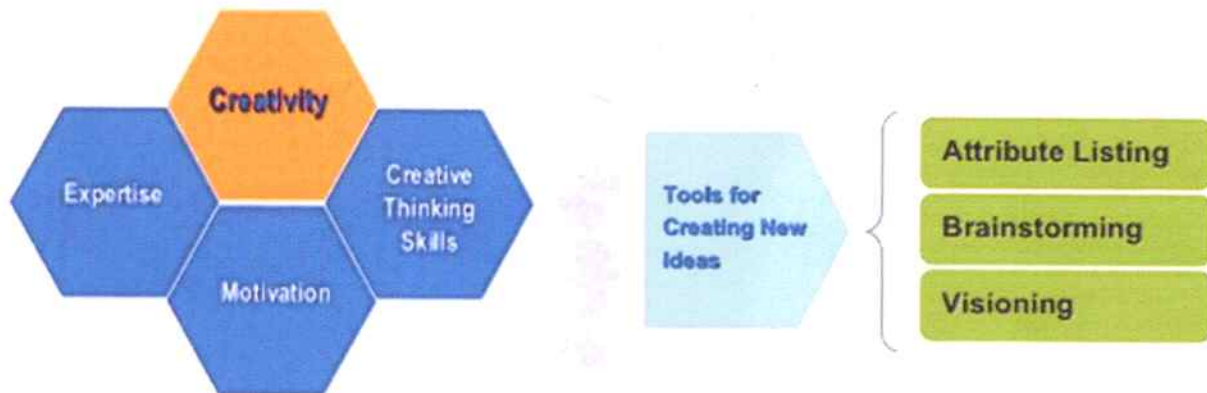 Creativity
Expertise
Creative
Thinking
Skills
Motivation
Tools for
Creating New
Ideas
Attribute Listing
Brainstorming
Visioning